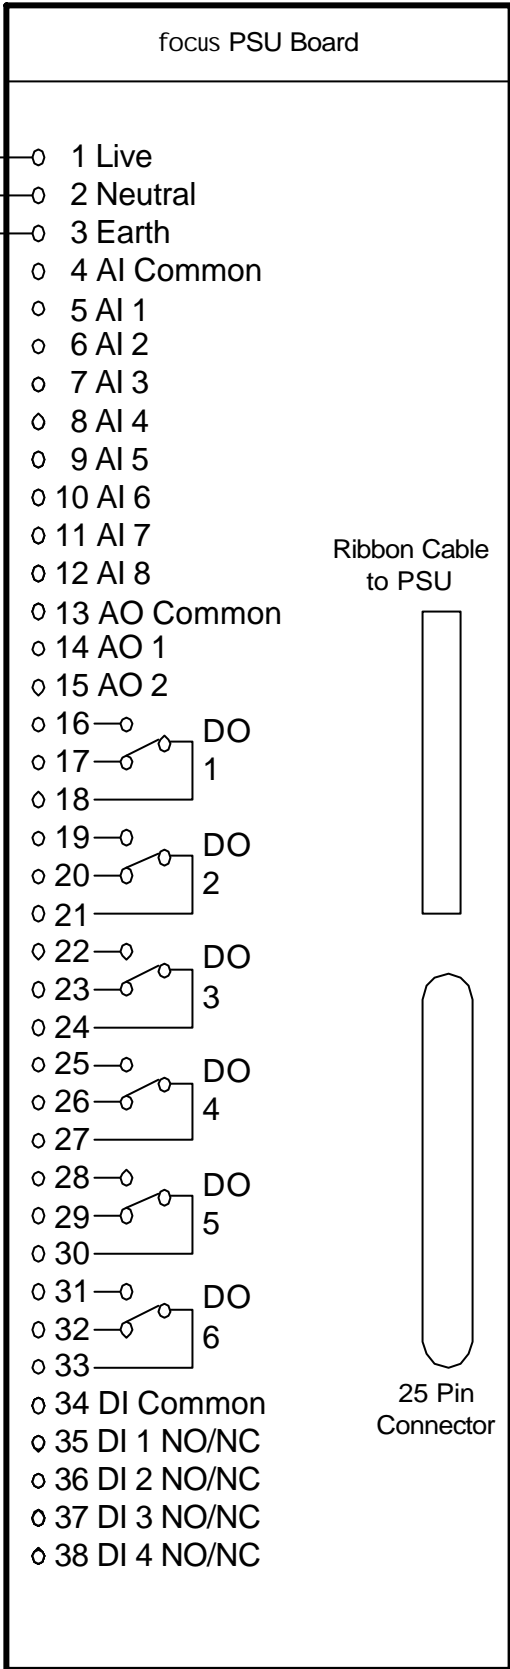 focus PSU Board
1 Live
2 Neutral
3 Earth
4 AI Common
5 AI 1
6 AI 2
7 AI 3
8 AI 4
9 AI 5
10 AI 6
11 AI 7
12 AI 8
13 AO Common
14 AO 1
15 AO 2
16
17
18
DO
1
19
20
21
DO
2
22
23
24
DO
3
25
26
27
DO
4
28
29
30
DO
5
31
32
33
DO
6
34 DI Common
35 DI 1 NO/NC
36 DI 2 NO/NC
37 DI 3 NO/NC
38 DI 4 NO/NC
Ribbon Cable
to PSU
25 Pin
Connector